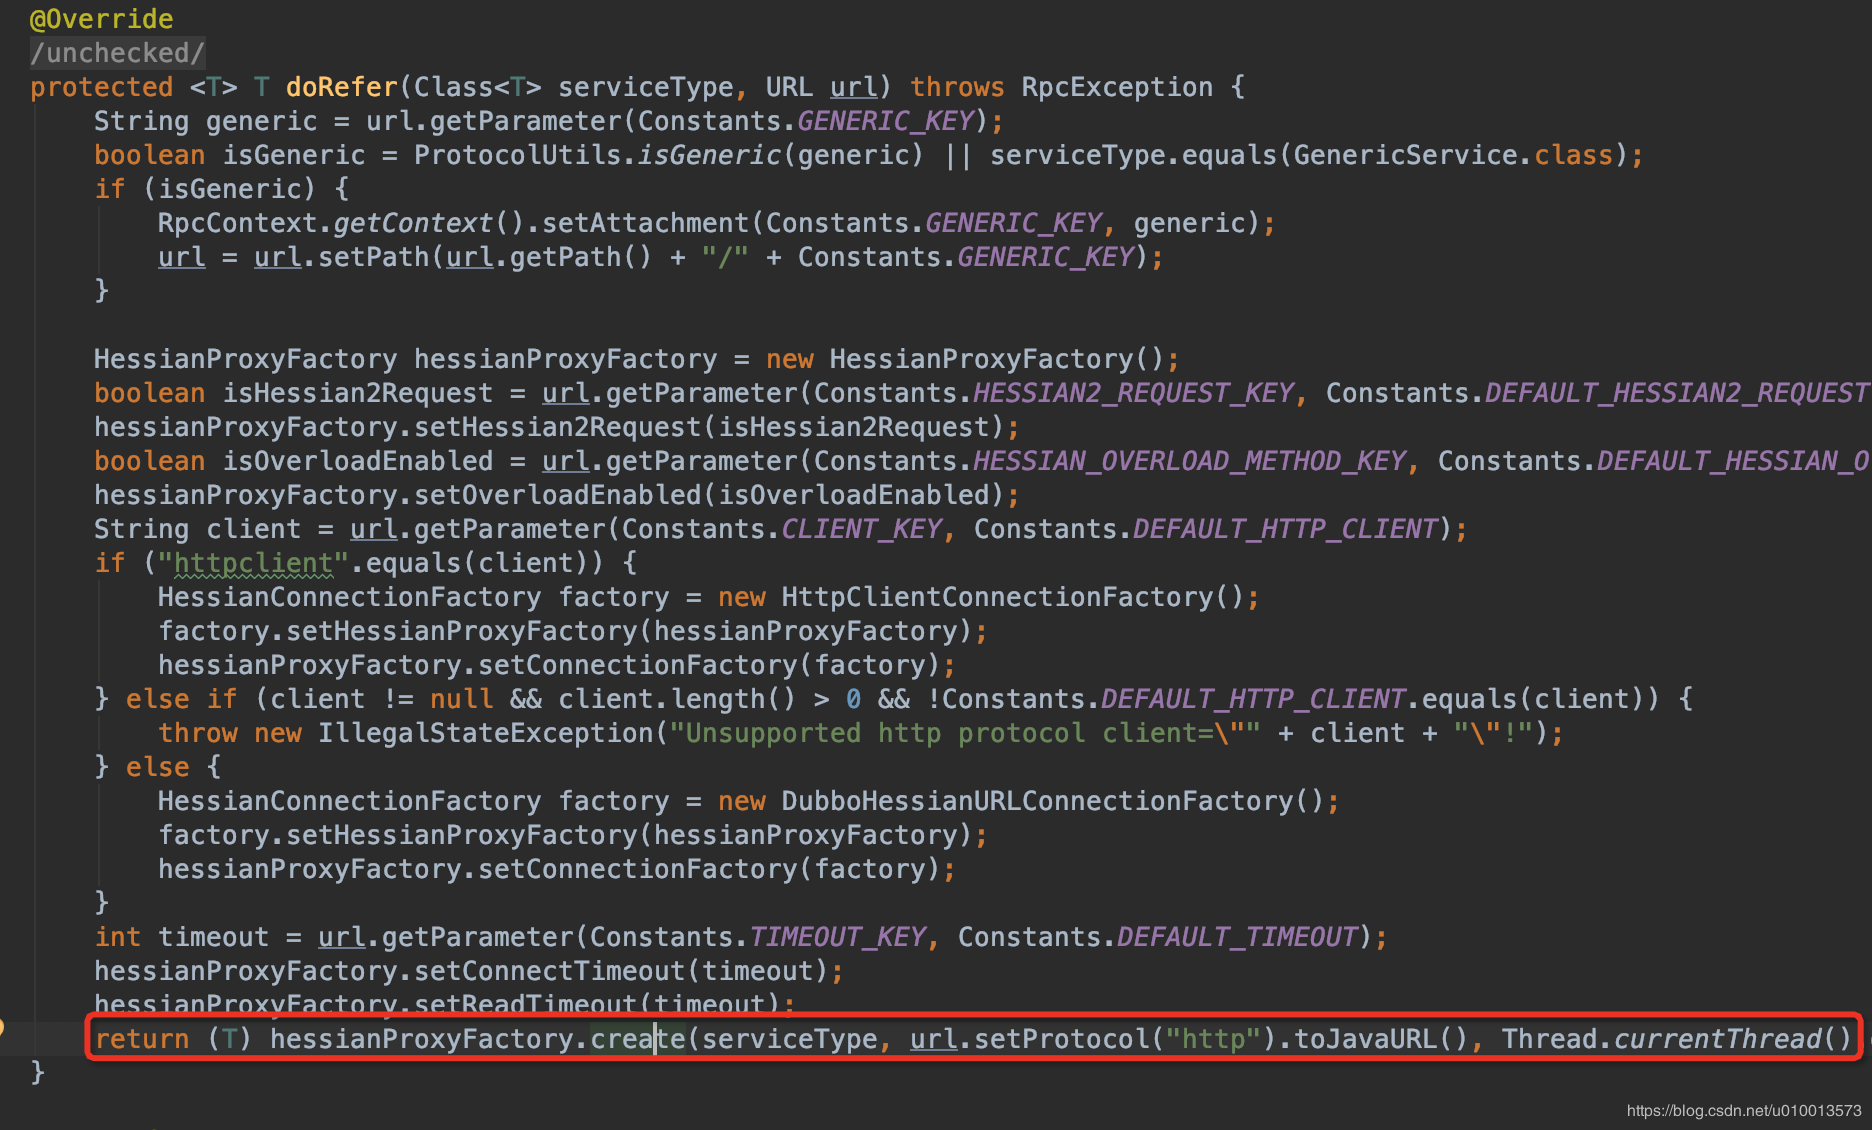 @Override
/unchecked/
protected <T> T doRefer(Class<T> serviceType, URL url) throws RpcException {
    String generic = url.getParameter(Constants.GENERIC_KEY);
    boolean isGeneric = ProtocolUtils.isGeneric(generic) || serviceType.equals(GenericService.class);
    if (isGeneric) {
        RpcContext.getContext().setAttachment(Constants.GENERIC_KEY, generic);
        url = url.setPath(url.getPath() + "/" + Constants.GENERIC_KEY);
    }
    HessianProxyFactory hessianProxyFactory = new HessianProxyFactory();
    boolean isHessian2Request = url.getParameter(Constants.HESSIAN2_REQUEST_KEY, Constants.DEFAULT_HESSIAN2_REQUEST
    hessianProxyFactory.setHessian2Request(isHessian2Request);
    boolean isOverloadEnabled = url.getParameter(Constants.HESSIAN_OVERLOAD_METHOD_KEY, Constants.DEFAULT_HESSIAN_O
    hessianProxyFactory.setOverloadEnabled(isOverloadEnabled);
    String client = url.getParameter(Constants.CLIENT_KEY, Constants.DEFAULT_HTTP_CLIENT);
    if ("httpclient".equals(client)) {
        HessianConnectionFactory factory = new HttpClientConnectionFactory();
        factory.setHessianProxyFactory(hessianProxyFactory);
        hessianProxyFactory.setConnectionFactory(factory);
    } else if (client != null && client.length() > 0 && !Constants.DEFAULT_HTTP_CLIENT.equals(client)) {
        throw new IllegalStateException("Unsupported http protocol client=\"" + client + "\"!");
    } else {
        HessianConnectionFactory factory = new DubboHessianURLConnectionFactory();
        factory.setHessianProxyFactory(hessianProxyFactory);
        hessianProxyFactory.setConnectionFactory(factory);
    }
    int timeout = url.getParameter(Constants.TIMEOUT_KEY, Constants.DEFAULT_TIMEOUT);
    hessianProxyFactory.setConnectTimeout(timeout);
    hessianProxyFactory.setReadTimeout(timeout);
    return (T) hessianProxyFactory.create(serviceType, url.setProtocol("http").toJavaURL(), Thread.currentThread()
}
https://blog.csdn.net/u010013573